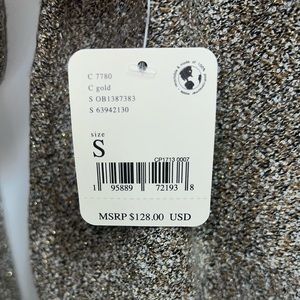 C 7780
C gold
S OB1387383
S 63942130
size
S
CP1713 0007
1 95889 72193 8
MSRP $128.00 USD